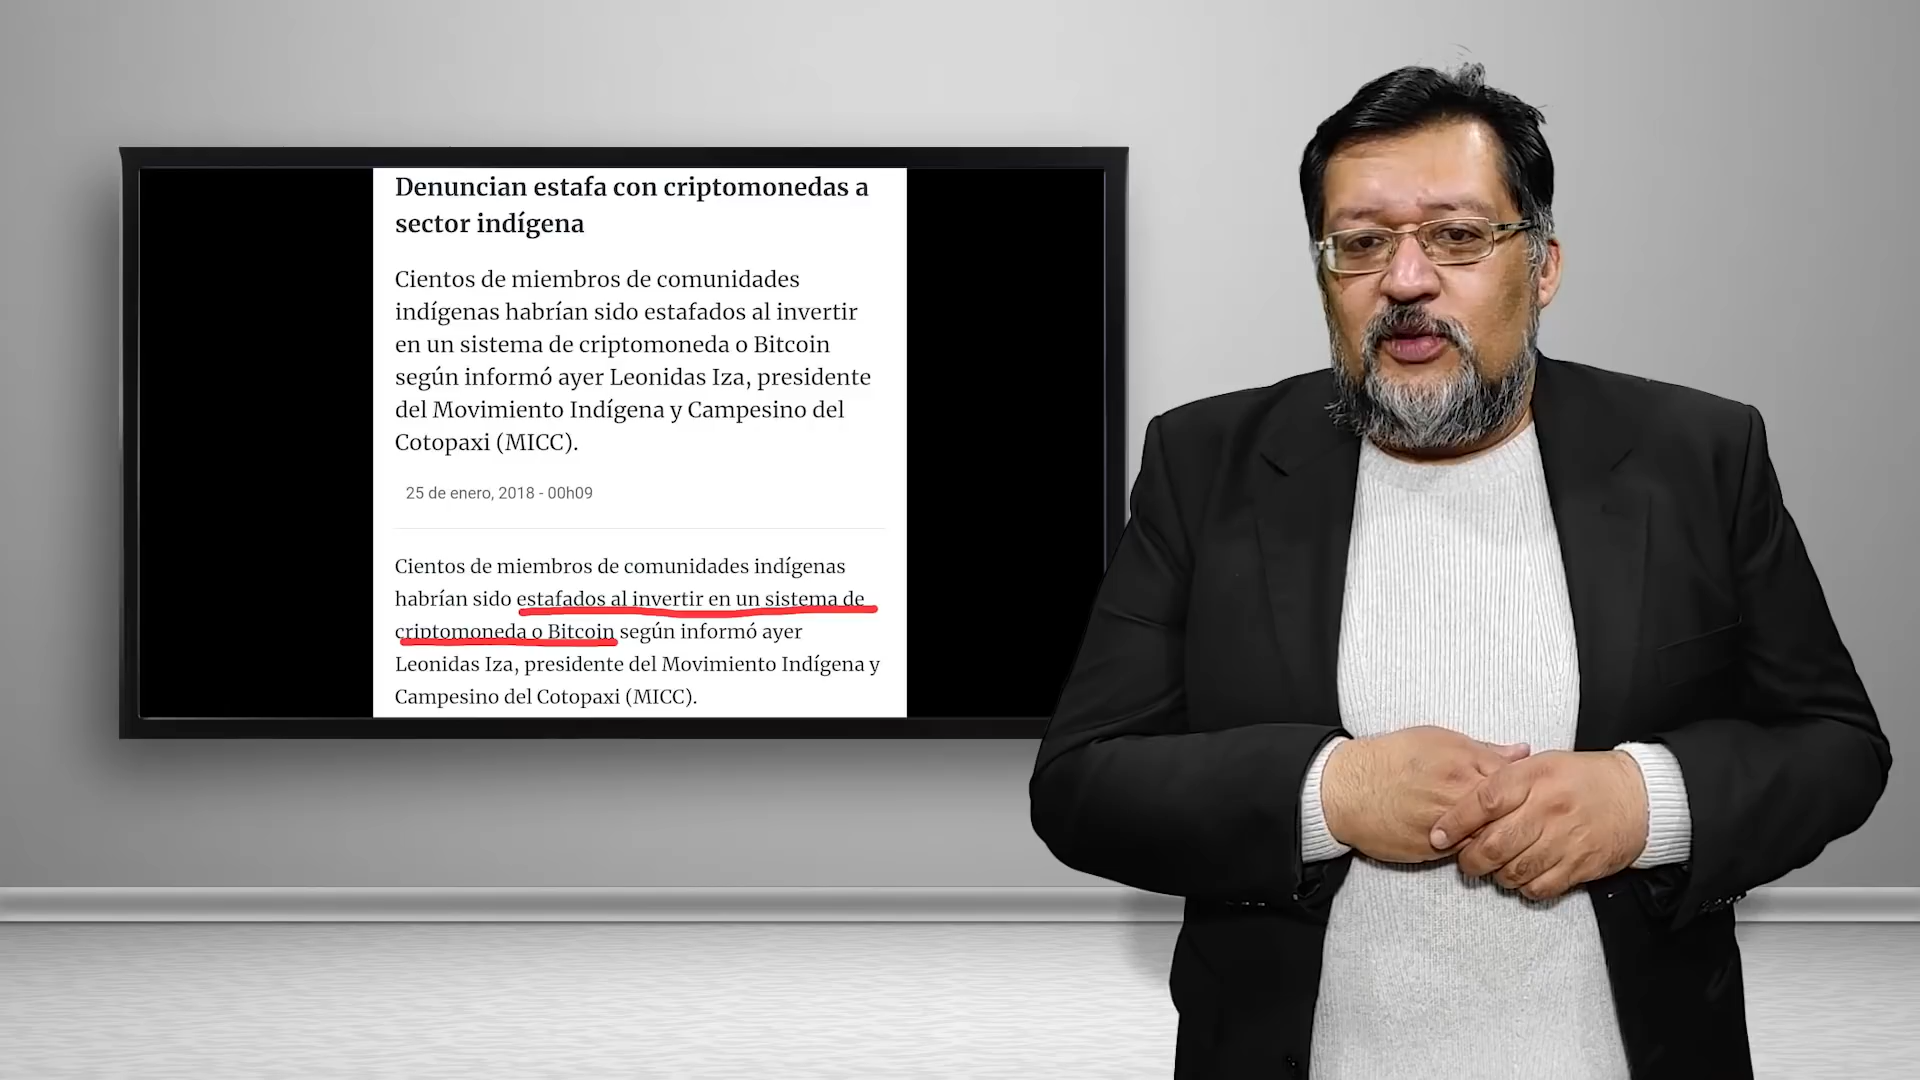 Denuncian estafa con criptomonedas a
sector indígena
Cientos de miembros de comunidades
indígenas habrían sido estafados al invertir
en un sistema de criptomoneda o Bitcoin
según informó ayer Leonidas Iza, presidente
del Movimiento Indígena y Campesino del
Cotopaxi (MICC).
25 de enero, 2018 - 00h09
Cientos de miembros de comunidades indígenas
habrían sido estafados al invertir en un sistema de
criptomoneda o Bitcoin según informó ayer
Leonidas Iza, presidente del Movimiento Indígena y
Campesino del Cotopaxi (MICC).